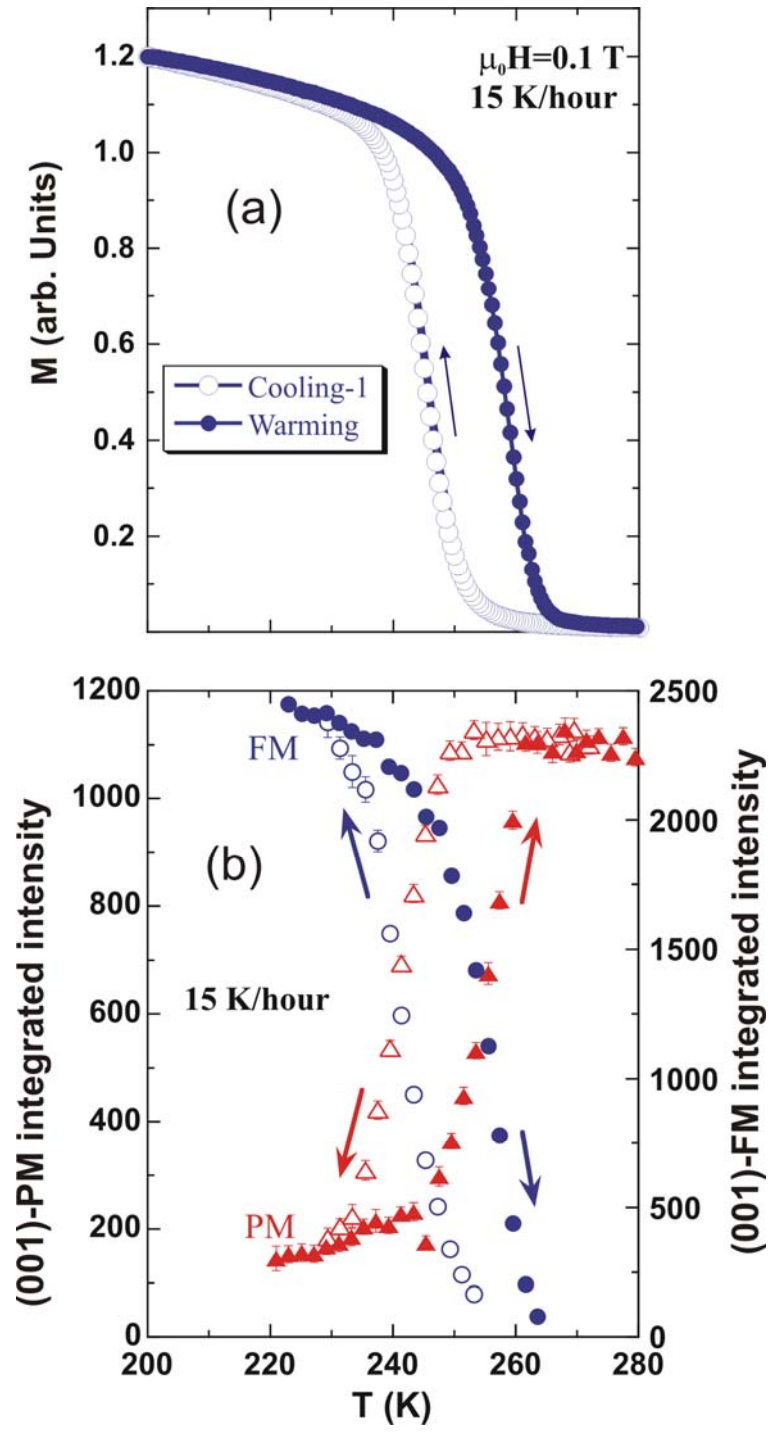 μ₀H=0.1 T
15 K/hour
1.2
1.0
0.8
0.6
0.4
0.2
(a)
M (arb. Units)
Cooling-1
Warming
1200
1000
800
600
400
200
0
2500
2000
1500
1000
500
0
FM
(b)
15 K/hour
PM
(001)-PM integrated intensity
(001)-FM integrated intensity
200 220 240 260 280
T (K)